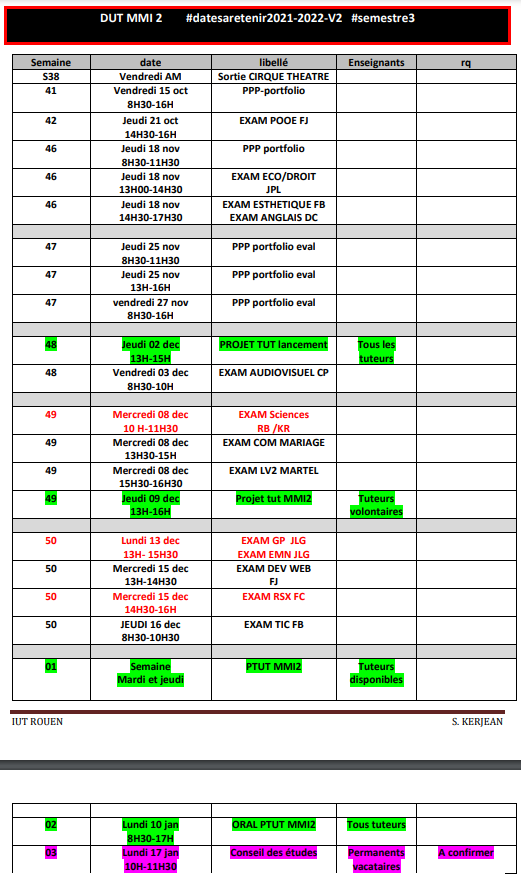 DUT MMI 2 #datesaretenir2021-2022-V2 #semestre3
Semaine date libellé Enseignants rq
S38 Vendredi AM Sortie CIRQUE THEATRE
41 Vendredi 15 oct PPP-portfolio
8H30-16H
42 Jeudi 21 oct EXAM POOE FJ
14H30-16H
46 Jeudi 18 nov PPP portfolio
8H30-11H30
46 Jeudi 18 nov EXAM ECO/DROIT
13H00-14H30 JPL
46 Jeudi 18 nov EXAM ESTHETIQUE FB
14H30-17H30 EXAM ANGLAIS DC
47 Jeudi 25 nov PPP portfolio eval
8H30-11H30
47 Jeudi 25 nov PPP portfolio eval
13H-16H
47 vendredi 27 nov PPP portfolio eval
8H30-16H
48 Jeudi 02 dec PROJET TUT lancement Tous les
13H-15H tuteurs
48 Vendredi 03 dec EXAM AUDIOVISUEL CP
8H30-10H
49 Mercredi 08 dec EXAM Sciences
10 H-11H30 RB /KR
49 Mercredi 08 dec EXAM COM MARIAGE
13H30-15H
49 Mercredi 08 dec EXAM LV2 MARTEL
15H30-16H30
49 Jeudi 09 dec Projet tut MMI2 Tuteurs
13H-16H volontaires
50 Lundi 13 dec EXAM GP JLG
13H- 15H30 EXAM EMN JLG
50 Mercredi 15 dec EXAM DEV WEB
13H-14H30 FJ
50 Mercredi 15 dec EXAM RSX FC
14H30-16H
50 JEUDI 16 dec EXAM TIC FB
8H30-10H30
01 Semaine PTUT MMI2 Tuteurs
Mardi et jeudi disponibles
IUT ROUEN S. KERJEAN
02 Lundi 10 jan ORAL PTUT MMI2 Tous tuteurs
8H30-17H
03 Lundi 17 jan Conseil des études Permanents A confirmer
10H-11H30 vacataires